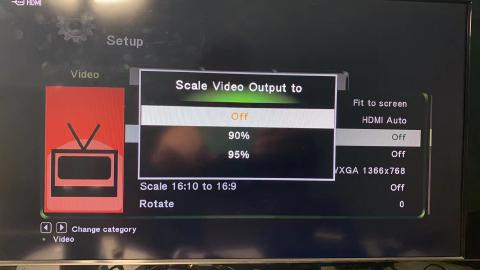 HDMI
Setup
Video
Scale Video Output to
Off
90%
95%
Fit to screen
HDMI Auto
Off
Off
WXGA 1366x768
Scale 16:10 to 16:9 Off
Rotate 0
Change category
Video